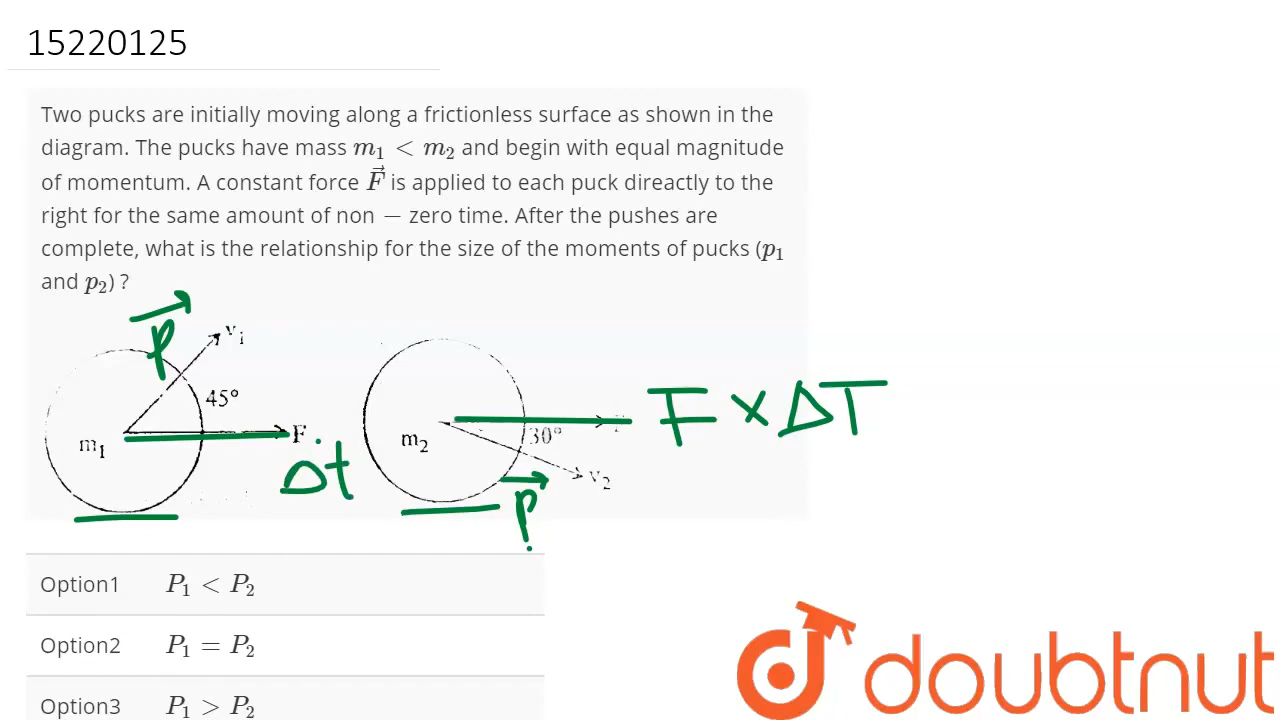 15220125
Two pucks are initially moving along a frictionless surface as shown in the
diagram. The pucks have mass m₁ < m₂ and begin with equal magnitude
of momentum. A constant force F⃗ is applied to each puck direactly to the
right for the same amount of non − zero time. After the pushes are
complete, what is the relationship for the size of the moments of pucks (p₁
and p₂) ?
p⃗
v₁
45°
m₁
F
Δt
m₂
30°
v₂
p⃗
F × ΔT
Option1 P₁ < P₂
Option2 P₁ = P₂
Option3 P₁ > P₂
doubtnut